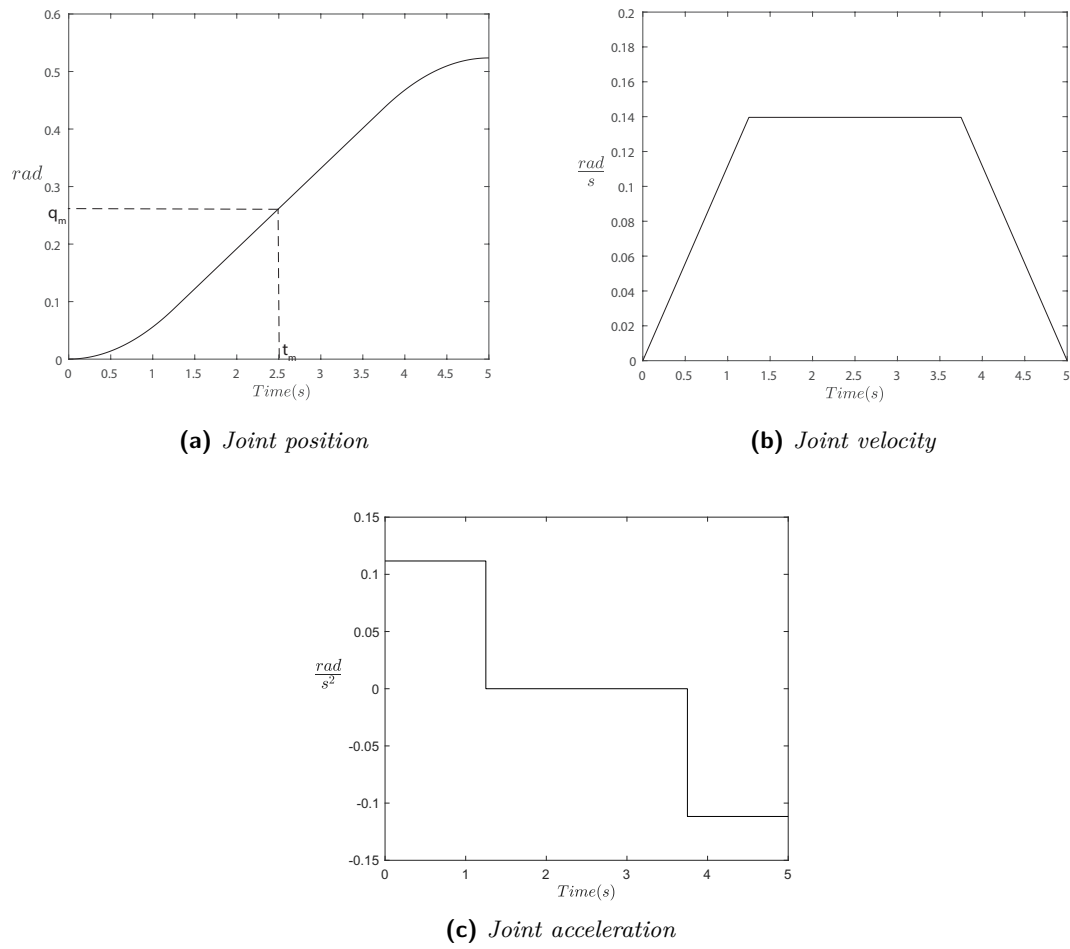 0.6
0.5
0.4
rad
0.3
q_m
0.2
0.1
0
t_m
0 0.5 1 1.5 2 2.5 3 3.5 4 4.5 5
Time(s)
(a) Joint position
0.2
0.18
0.16
0.14
0.12
rad/s
0.1
0.08
0.06
0.04
0.02
0
0 0.5 1 1.5 2 2.5 3 3.5 4 4.5 5
Time(s)
(b) Joint velocity
0.15
0.1
0.05
rad/s²
0
-0.05
-0.1
-0.15
0 1 2 3 4 5
Time(s)
(c) Joint acceleration